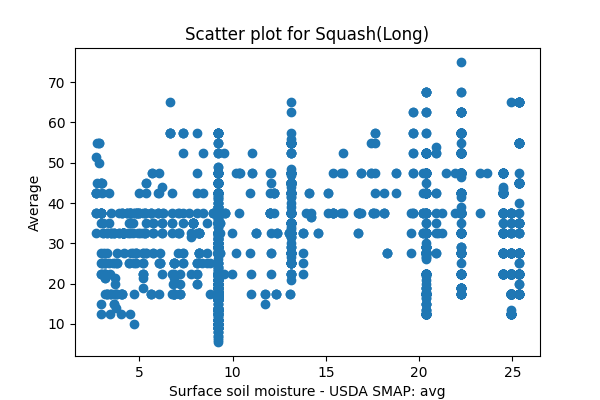 Scatter plot for Squash(Long)
70
60
50
40
30
20
10
Average
5 10 15 20 25
Surface soil moisture - USDA SMAP: avg